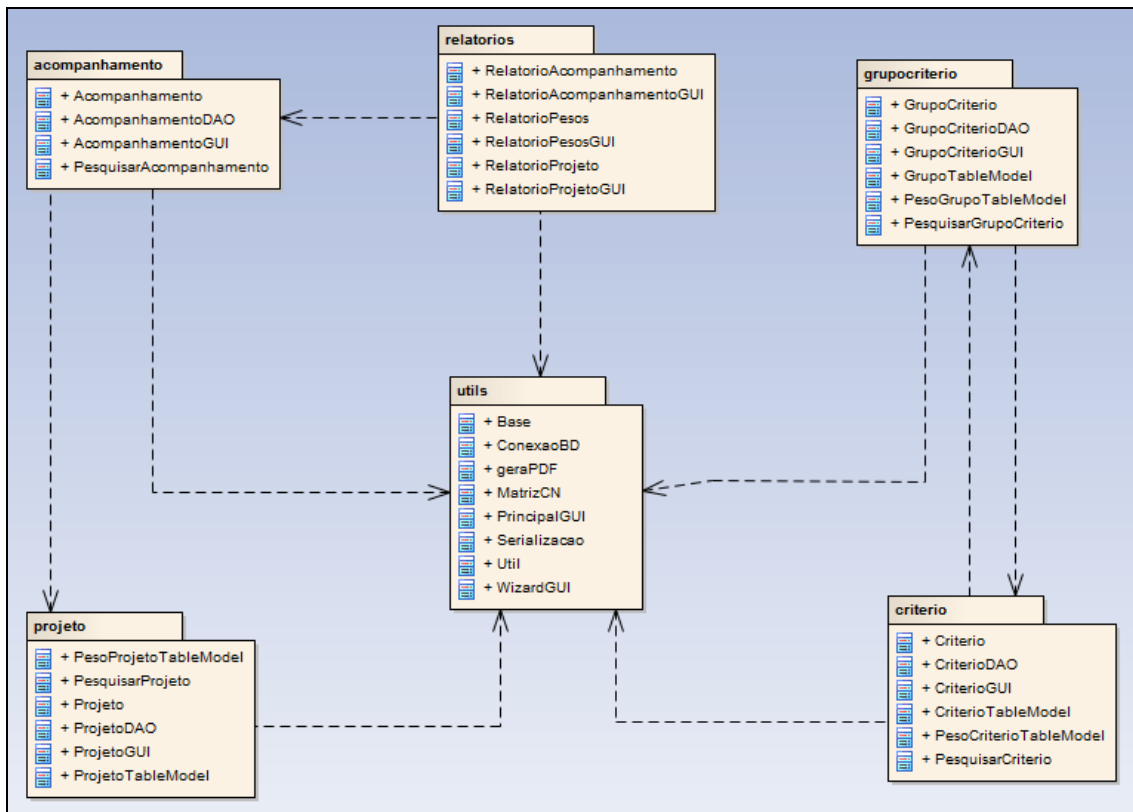 acompanhamento
+ Acompanhamento
+ AcompanhamentoDAO
+ AcompanhamentoGUI
+ PesquisarAcompanhamento
relatorios
+ RelatorioAcompanhamento
+ RelatorioAcompanhamentoGUI
+ RelatorioPesos
+ RelatorioPesosGUI
+ RelatorioProjeto
+ RelatorioProjetoGUI
grupocriterio
+ GrupoCriterio
+ GrupoCriterioDAO
+ GrupoCriterioGUI
+ GrupoTableModel
+ PesoGrupoTableModel
+ PesquisarGrupoCriterio
utils
+ Base
+ ConexaoBD
+ geraPDF
+ MatrizCN
+ PrincipalGUI
+ Serializacao
+ Util
+ WizardGUI
projeto
+ PesoProjetoTableModel
+ PesquisarProjeto
+ Projeto
+ ProjetoDAO
+ ProjetoGUI
+ ProjetoTableModel
criterio
+ Criterio
+ CriterioDAO
+ CriterioGUI
+ CriterioTableModel
+ PesoCriterioTableModel
+ PesquisarCriterio